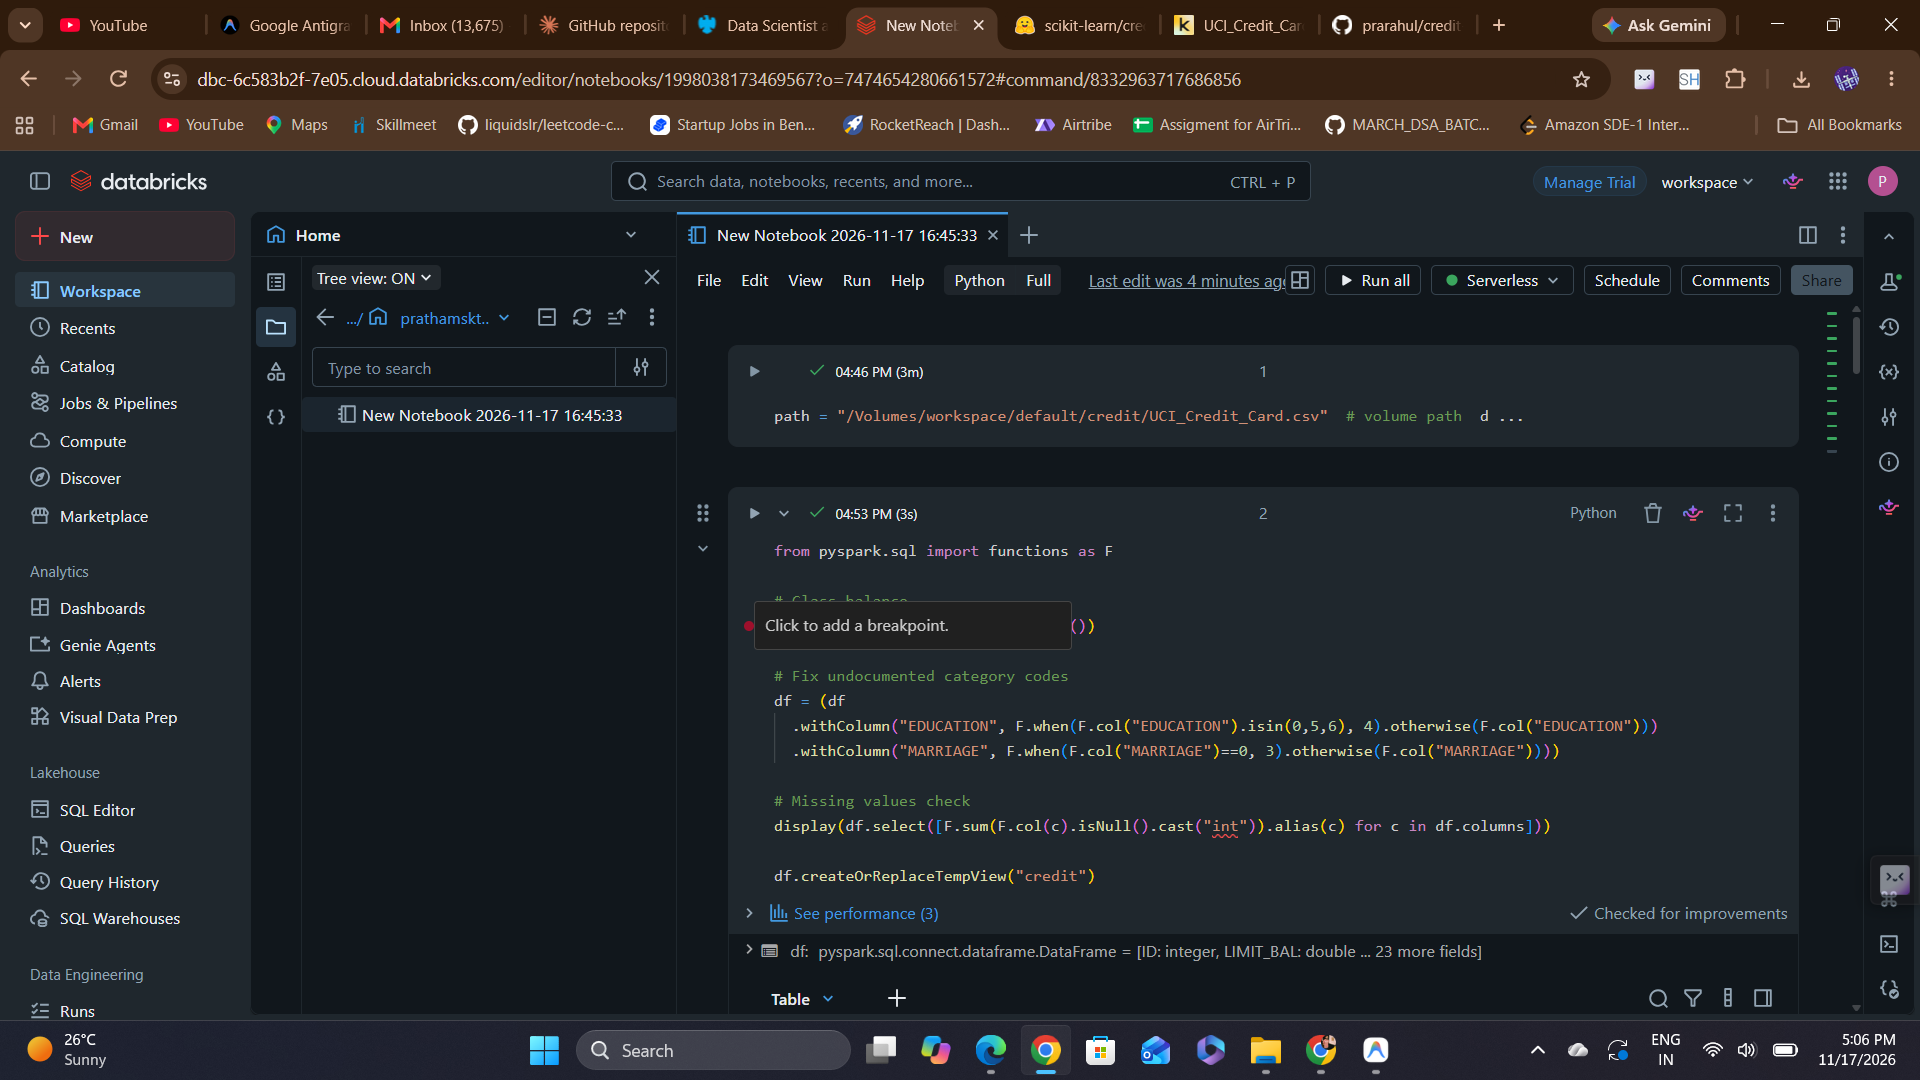 YouTube
Google Antigra
Inbox (13,675)
GitHub reposit
Data Scientist a
New Noteb
scikit-learn/cre
UCI_Credit_Car
prarahul/credit
Ask Gemini
dbc-6c583b2f-7e05.cloud.databricks.com/editor/notebooks/1998038173469567?o=7474654280661572#command/8332963717686856
SH
Gmail
YouTube
Maps
Skillmeet
liquidslr/leetcode-c...
Startup Jobs in Ben...
RocketReach | Dash...
Airtribe
Assigment for AirTri...
MARCH_DSA_BATC...
Amazon SDE-1 Inter...
All Bookmarks
databricks
Search data, notebooks, recents, and more...
CTRL + P
Manage Trial
workspace
P
New
Workspace
Recents
Catalog
Jobs & Pipelines
Compute
Discover
Marketplace
Analytics
Dashboards
Genie Agents
Alerts
Visual Data Prep
Lakehouse
SQL Editor
Queries
Query History
SQL Warehouses
Data Engineering
Runs
Home
Tree view: ON
.../ prathamskt..
Type to search
New Notebook 2026-11-17 16:45:33
New Notebook 2026-11-17 16:45:33
File Edit View Run Help
Python Full
Last edit was 4 minutes ago
Run all
Serverless
Schedule
Comments
Share
04:46 PM (3m)
1
path = "/Volumes/workspace/default/credit/UCI_Credit_Card.csv" # volume path d ...
04:53 PM (3s)
2
Python
from pyspark.sql import functions as F
# Class balance
Click to add a breakpoint.
())
# Fix undocumented category codes
df = (df
.withColumn("EDUCATION", F.when(F.col("EDUCATION").isin(0,5,6), 4).otherwise(F.col("EDUCATION")))
.withColumn("MARRIAGE", F.when(F.col("MARRIAGE")==0, 3).otherwise(F.col("MARRIAGE"))))
# Missing values check
display(df.select([F.sum(F.col(c).isNull().cast("int")).alias(c) for c in df.columns]))
df.createOrReplaceTempView("credit")
See performance (3)
Checked for improvements
df: pyspark.sql.connect.dataframe.DataFrame = [ID: integer, LIMIT_BAL: double ... 23 more fields]
Table
26°C
Sunny
Search
ENG
IN
5:06 PM
11/17/2026